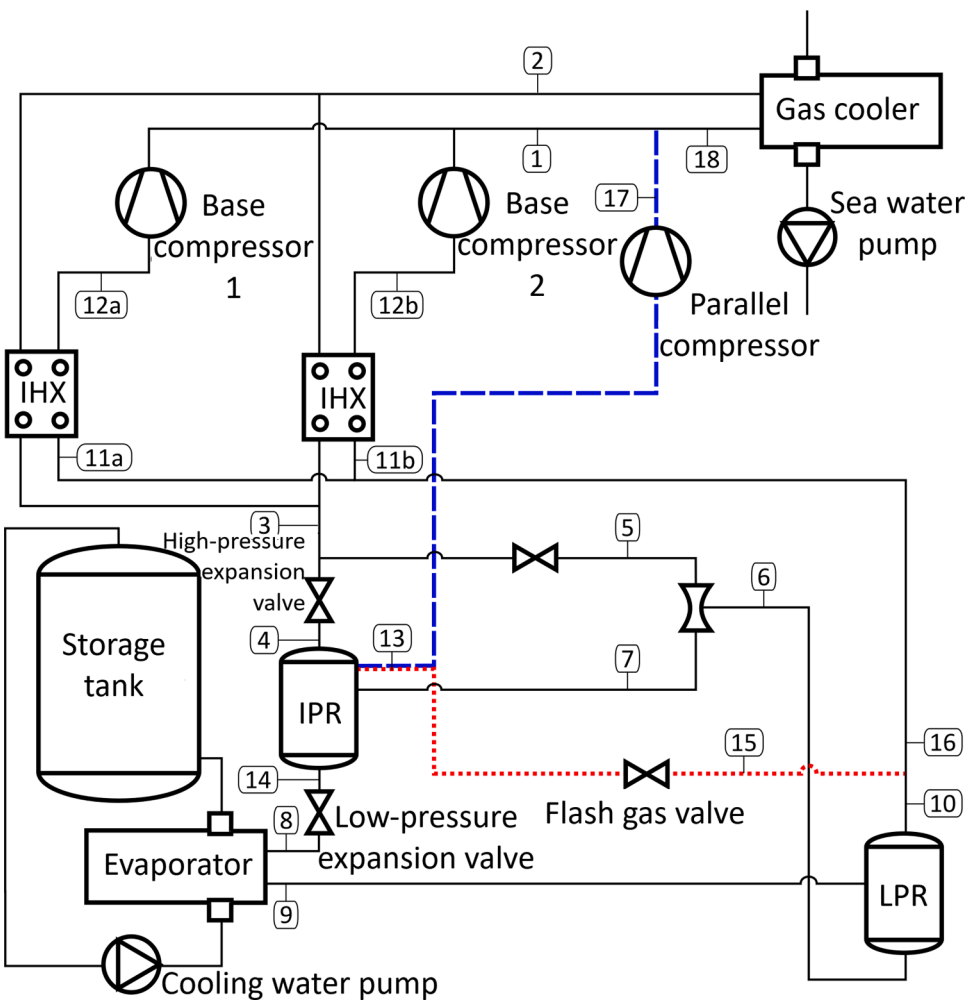 2
Gas cooler
1
18
17
Sea water
pump
Base
compressor
1
Base
compressor
2
12a
12b
Parallel
compressor
IHX
IHX
11a
11b
3
High-pressure
expansion
valve
5
6
Storage
tank
4
13
7
IPR
15
16
14
8
Low-pressure
expansion valve
Flash gas valve
10
Evaporator
9
LPR
Cooling water pump